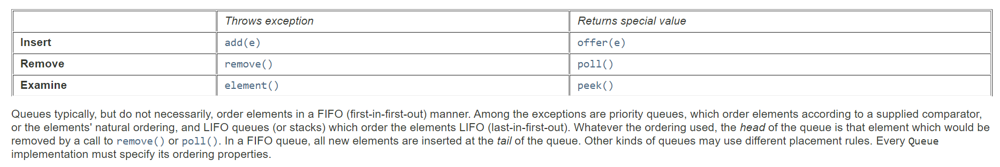 Throws exception Returns special value
Insert add(e) offer(e)
Remove remove() poll()
Examine element() peek()
Queues typically, but do not necessarily, order elements in a FIFO (first-in-first-out) manner. Among the exceptions are priority queues, which order elements according to a supplied comparator,
or the elements' natural ordering, and LIFO queues (or stacks) which order the elements LIFO (last-in-first-out). Whatever the ordering used, the head of the queue is that element which would be
removed by a call to remove() or poll(). In a FIFO queue, all new elements are inserted at the tail of the queue. Other kinds of queues may use different placement rules. Every Queue
implementation must specify its ordering properties.